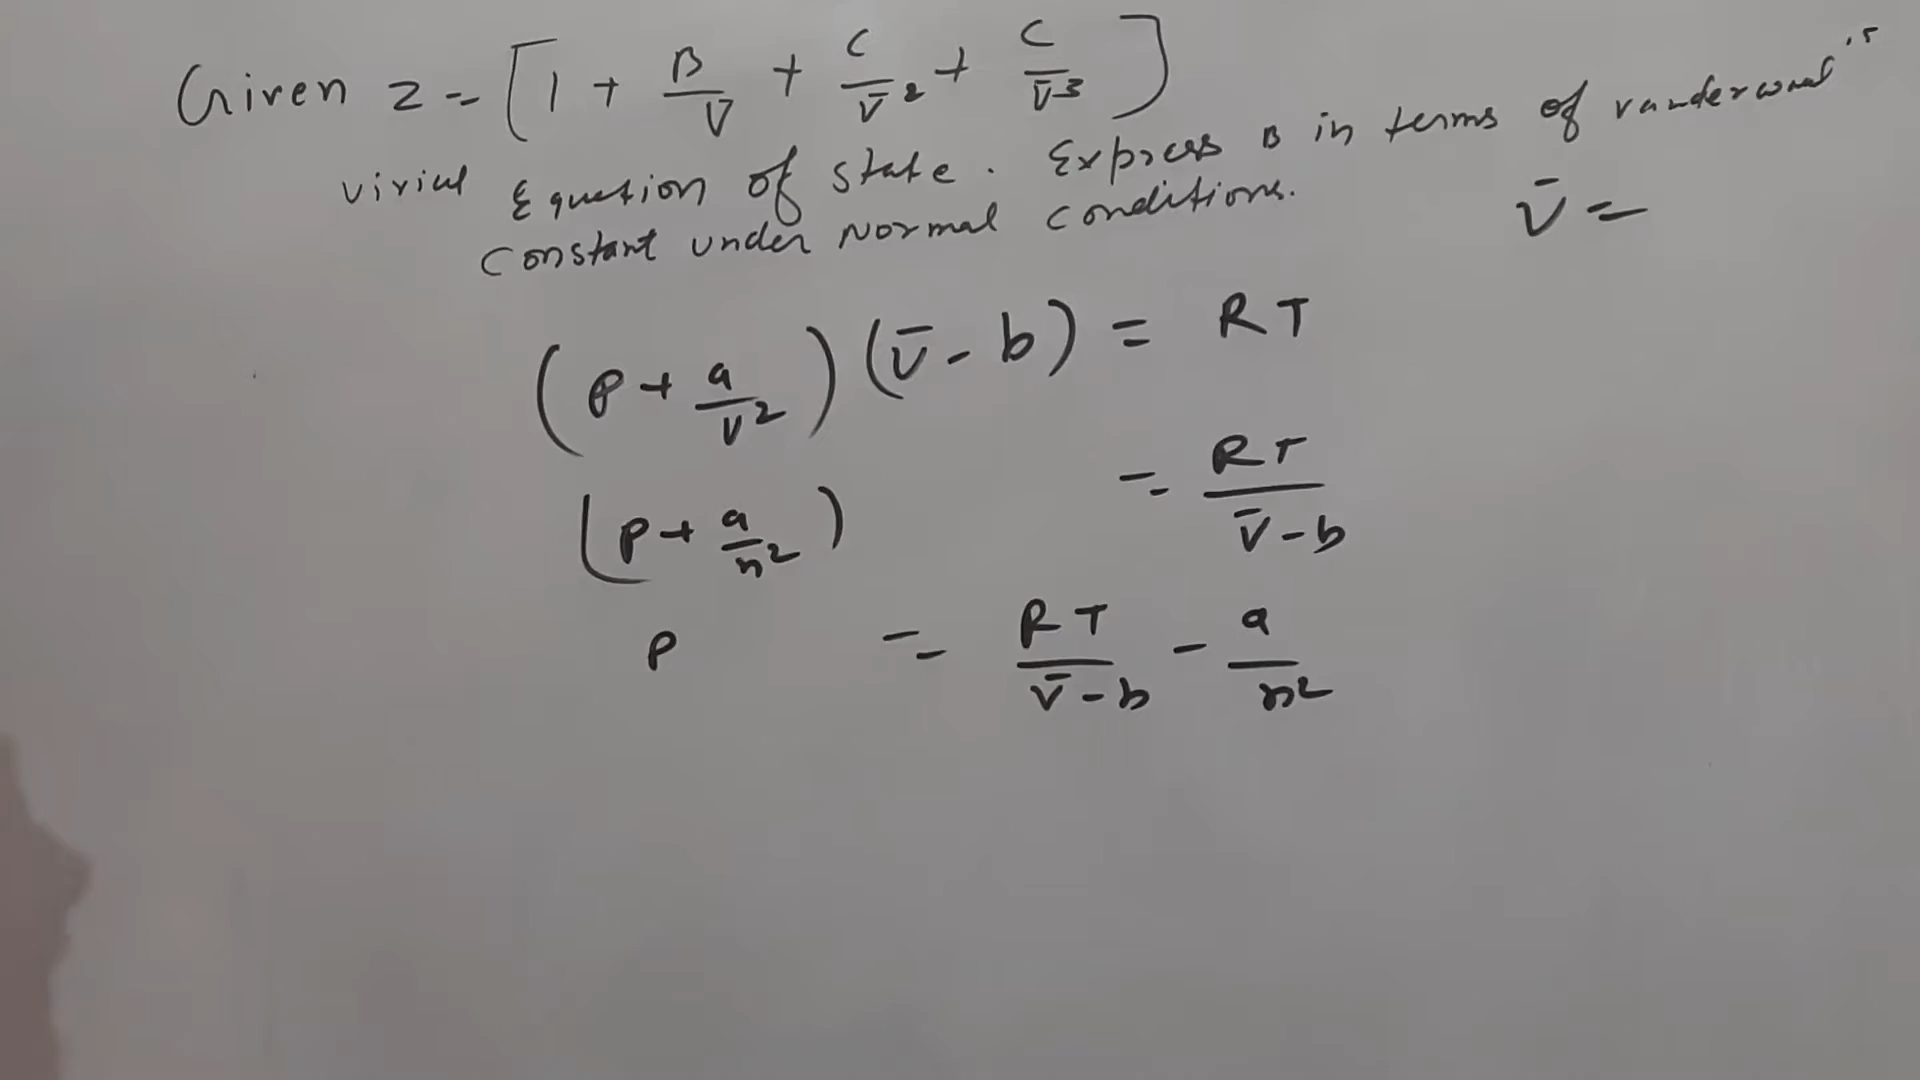 Given z = [1 + B/V̄ + C/V̄² + C/V̄³]
virial Equation of state. Express B in terms of vanderwaal's
constant under Normal conditions.
V̄ =
(P + a/V²)(V̄ - b) = RT
(P + a/n²) = RT/(V̄ - b)
P = RT/(V̄ - b) - a/n²